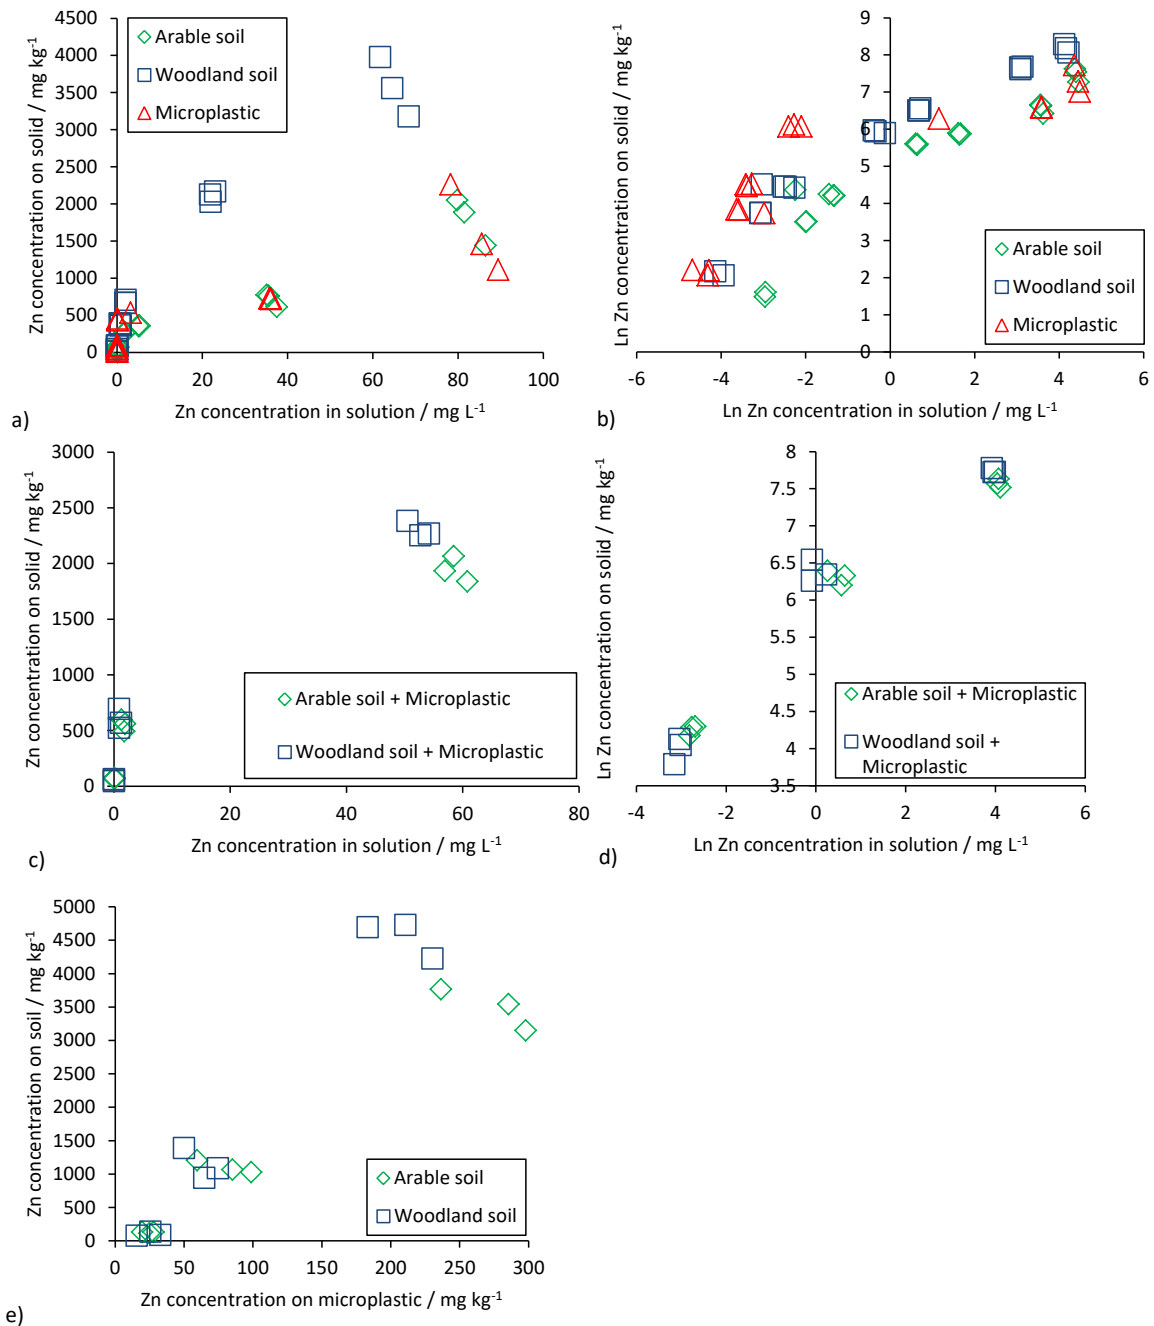 4500
4000
3500
3000
2500
2000
1500
1000
500
0
Zn concentration on solid / mg kg-1
Arable soil
Woodland soil
Microplastic
0 20 40 60 80 100
Zn concentration in solution / mg L-1
a)
9
8
7
6
5
4
3
2
1
0
Ln Zn concentration on solid / mg kg-1
Arable soil
Woodland soil
Microplastic
-6 -4 -2 0 2 4 6
Ln Zn concentration in solution / mg L-1
b)
3000
2500
2000
1500
1000
500
0
Zn concentration on solid / mg kg-1
Arable soil + Microplastic
Woodland soil + Microplastic
0 20 40 60 80
Zn concentration in solution / mg L-1
c)
8
7.5
7
6.5
6
5.5
5
4.5
4
3.5
Ln Zn concentration on solid / mg kg-1
Arable soil + Microplastic
Woodland soil +
Microplastic
-4 -2 0 2 4 6
Ln Zn concentration in solution / mg L-1
d)
5000
4500
4000
3500
3000
2500
2000
1500
1000
500
0
Zn concentration on soil / mg kg-1
Arable soil
Woodland soil
0 50 100 150 200 250 300
Zn concentration on microplastic / mg kg-1
e)